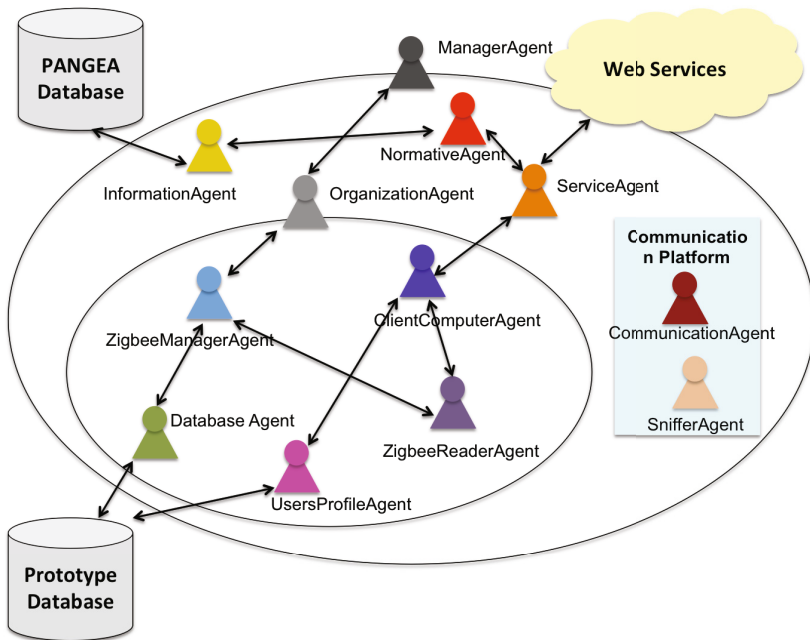 PANGEA
Database
ManagerAgent
Web Services
NormativeAgent
InformationAgent
OrganizationAgent
ServiceAgent
Communicatio
n Platform
ZigbeeManagerAgent
ClientComputerAgent
CommunicationAgent
Database Agent
ZigbeeReaderAgent
SnifferAgent
UsersProfileAgent
Prototype
Database